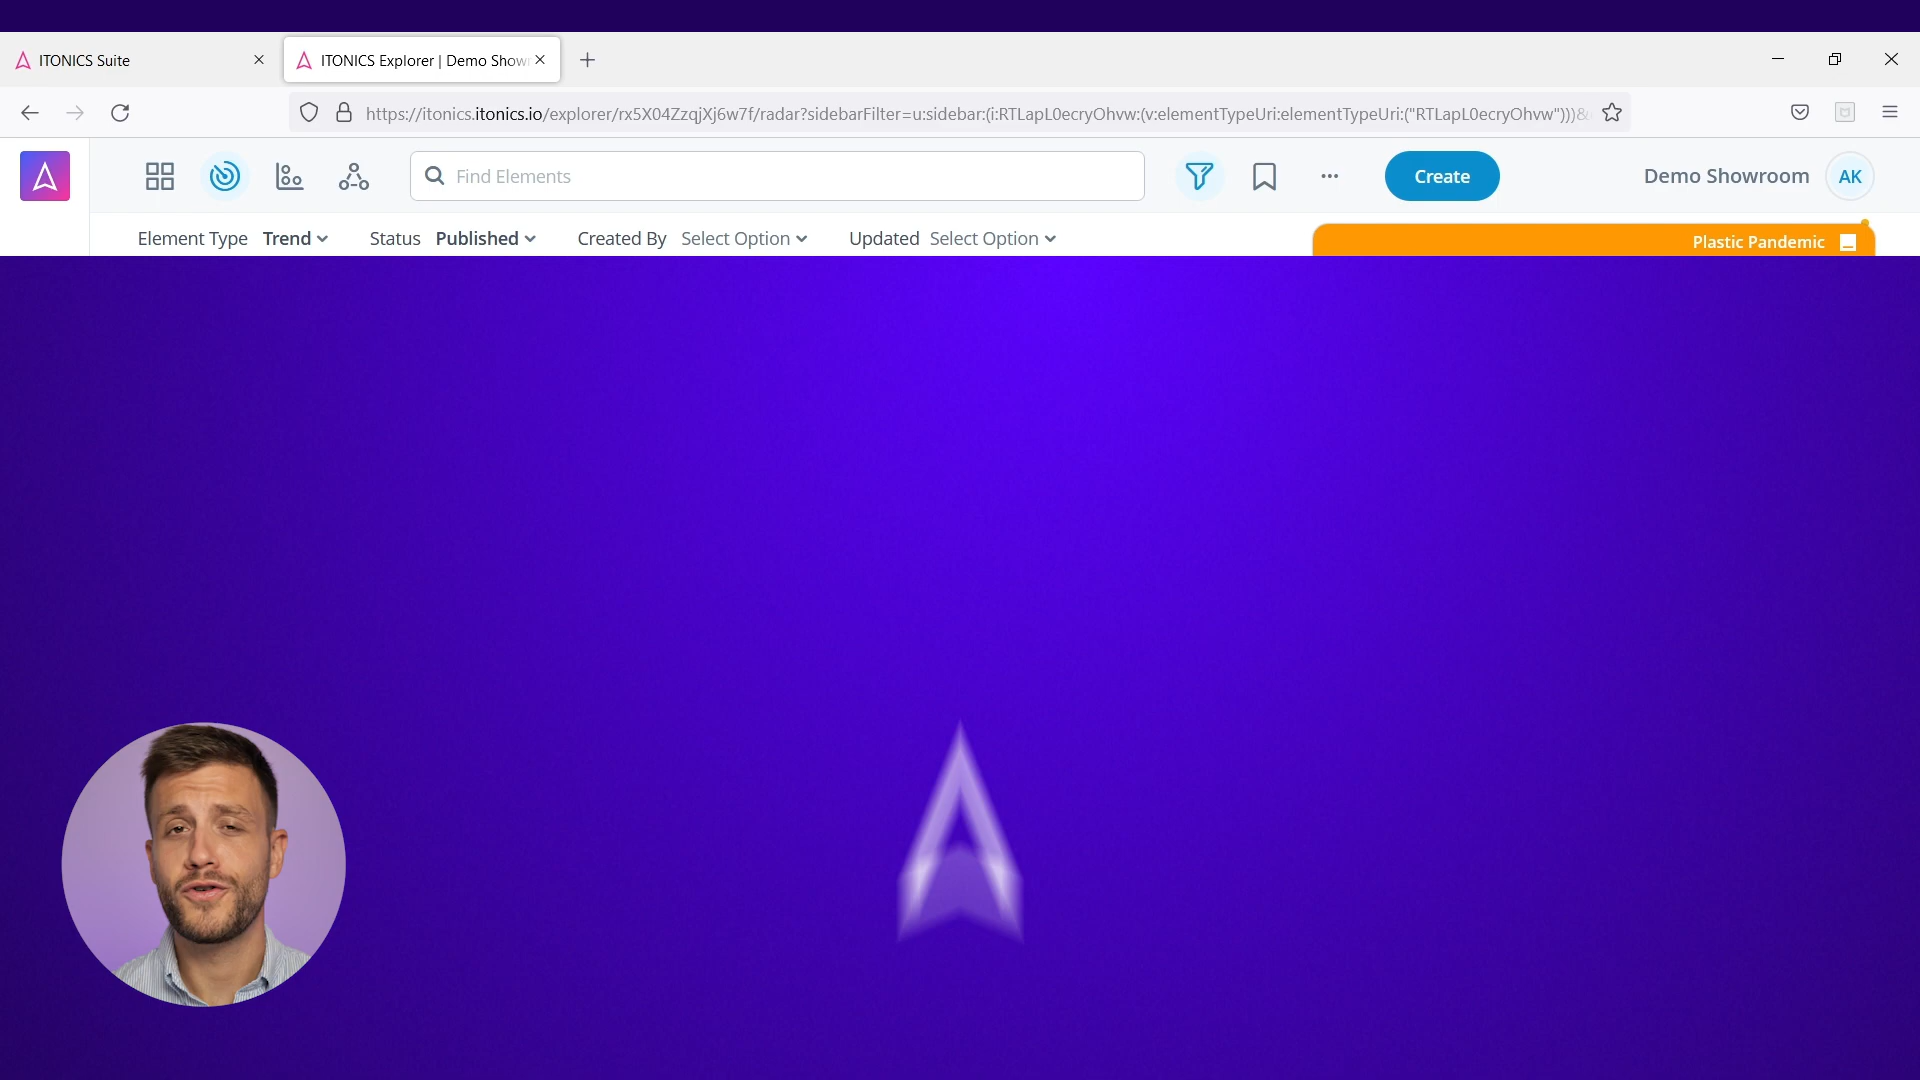 ITONICS Suite
ITONICS Explorer | Demo Show
https://itonics.itonics.io/explorer/rx5X04ZzqjXj6w7f/radar?sidebarFilter=u:sidebar:(i:RTLapL0ecryOhvw:(v:elementTypeUri:elementTypeUri:("RTLapL0ecryOhvw")))&
Find Elements
Create
Demo Showroom
AK
Element Type Trend
Status Published
Created By Select Option
Updated Select Option
Plastic Pandemic